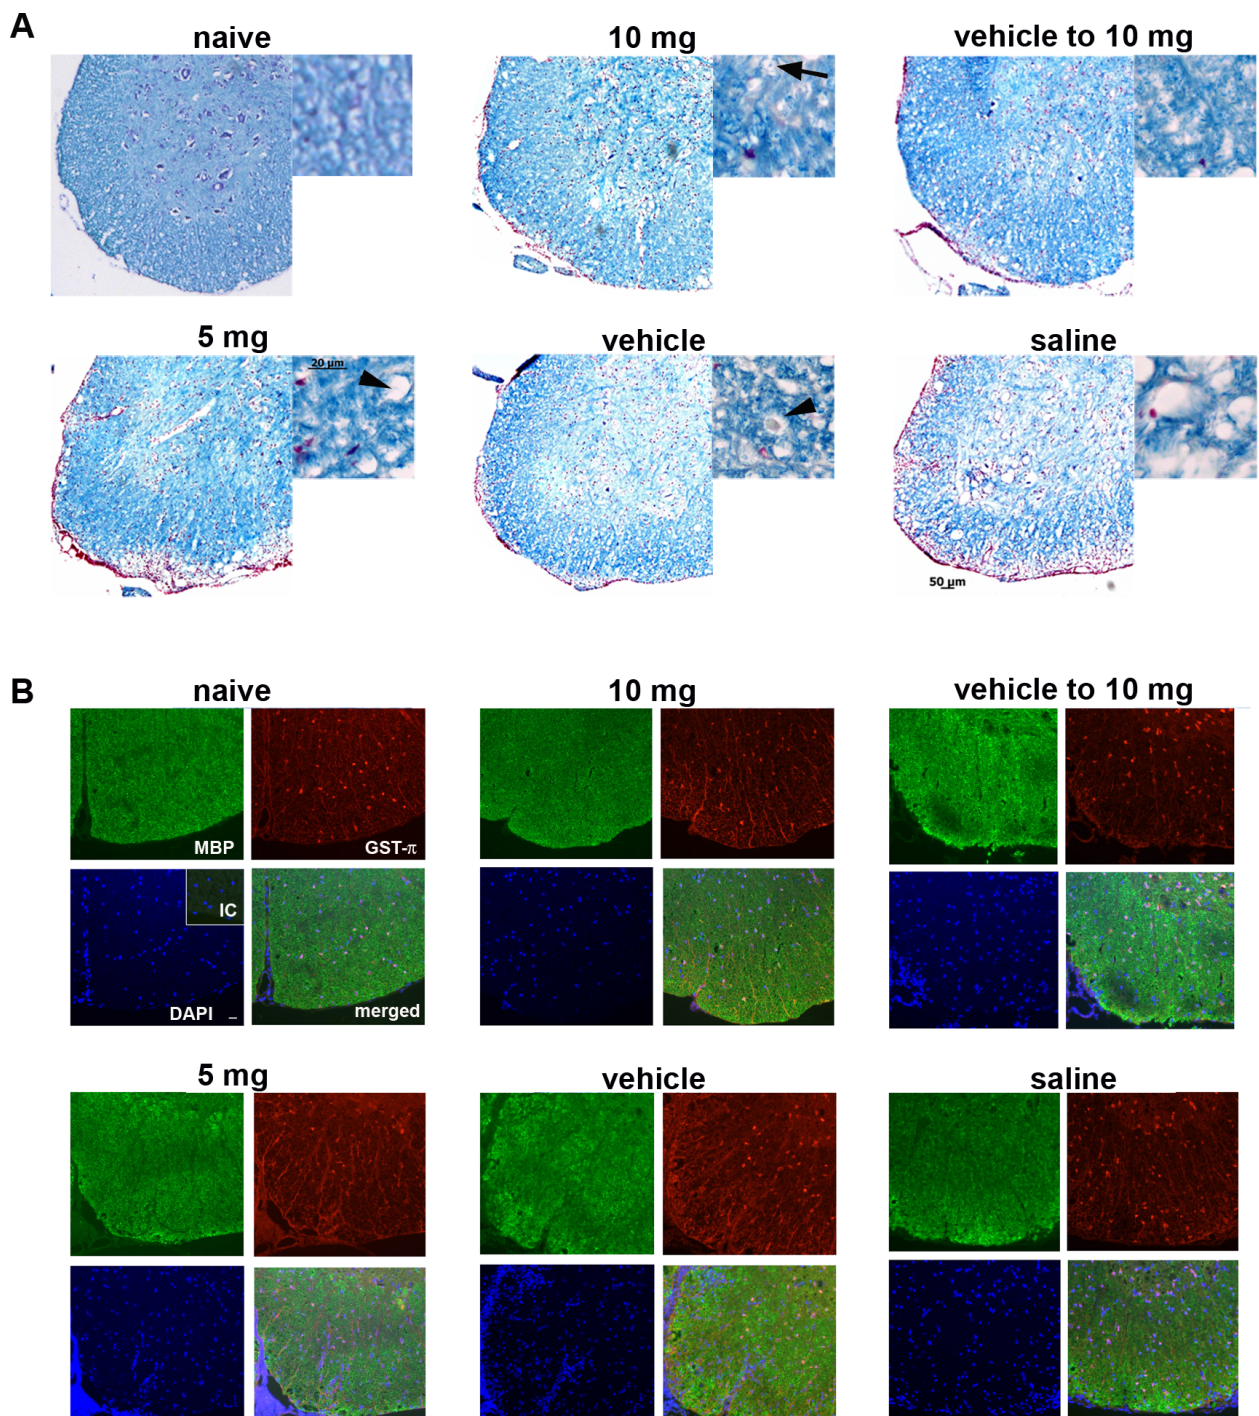 A
naive
10 mg
vehicle to 10 mg
5 mg
vehicle
saline
20 µm
50 µm
B
naive
10 mg
vehicle to 10 mg
MBP
GST-π
IC
DAPI
merged
5 mg
vehicle
saline